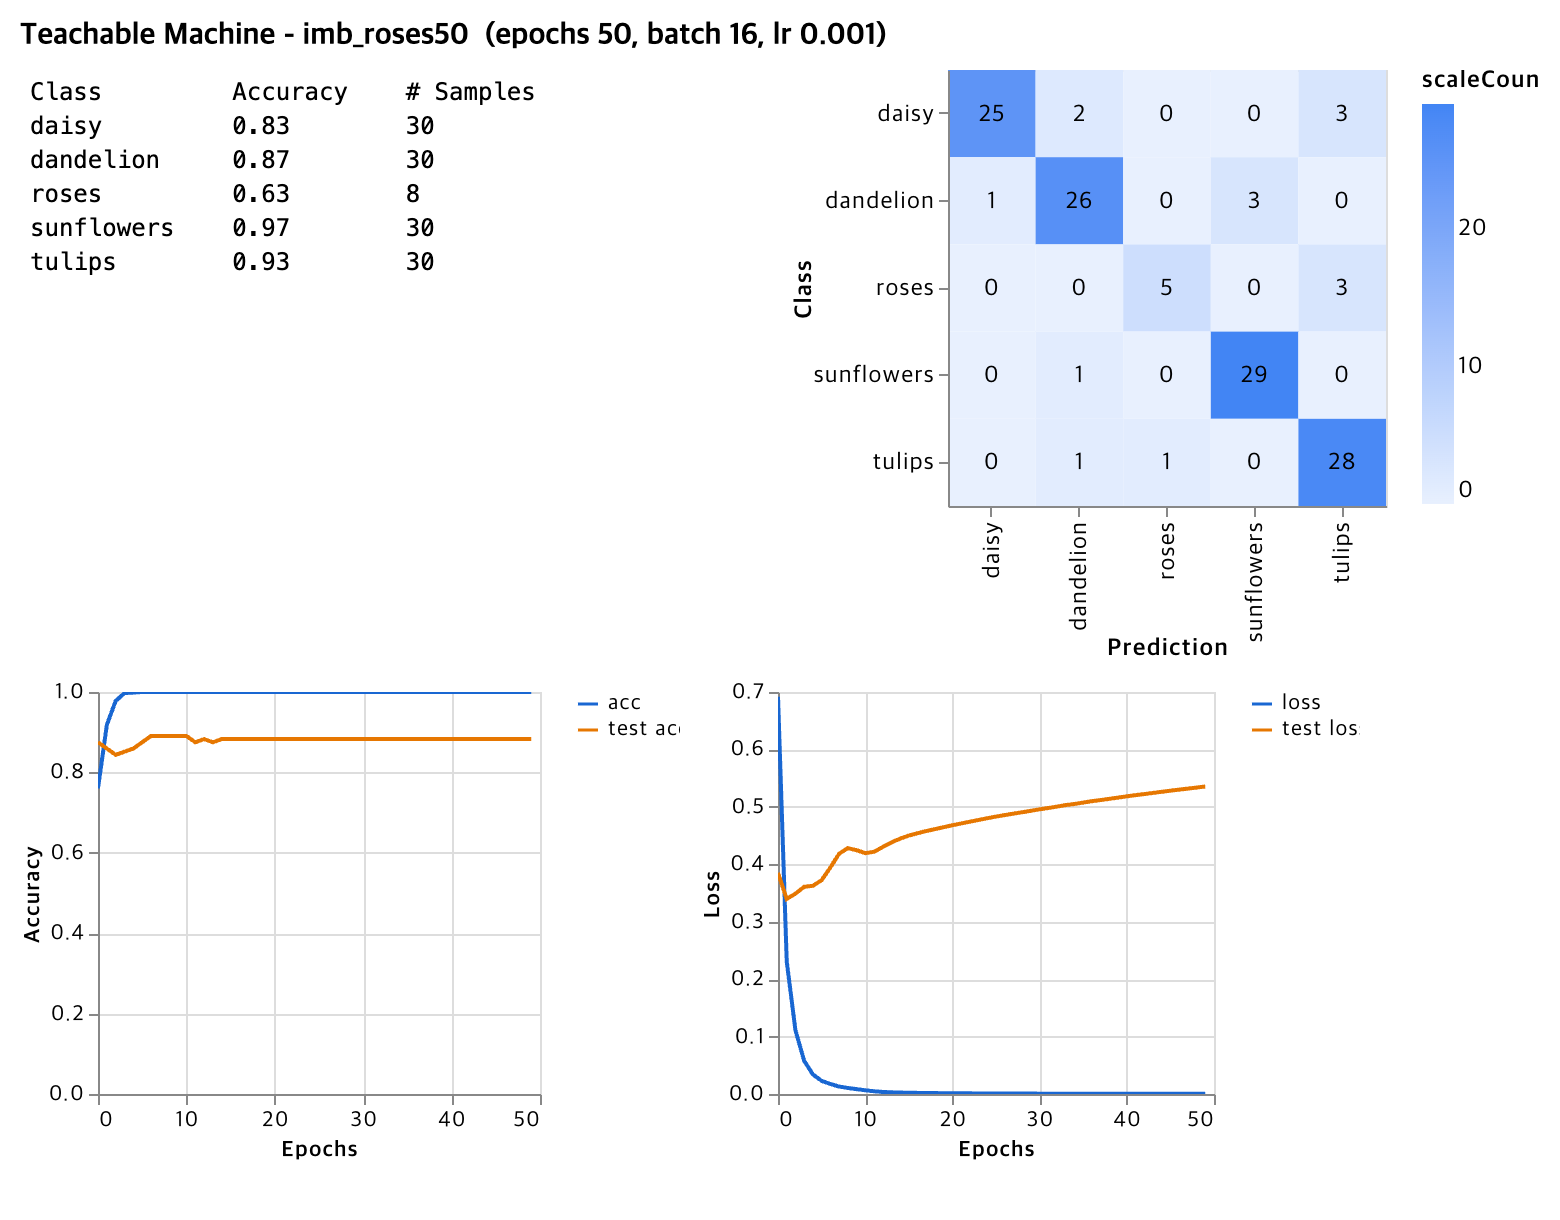 Teachable Machine - imb_roses50 (epochs 50, batch 16, lr 0.001)
Class Accuracy # Samples
daisy 0.83 30
dandelion 0.87 30
roses 0.63 8
sunflowers 0.97 30
tulips 0.93 30
Class
daisy 25 2 0 0 3
dandelion 1 26 0 3 0
roses 0 0 5 0 3
sunflowers 0 1 0 29 0
tulips 0 1 1 0 28
daisy dandelion roses sunflowers tulips
Prediction
scaleCoun
20
10
0
Accuracy
1.0
0.8
0.6
0.4
0.2
0.0
0 10 20 30 40 50
Epochs
acc
test acc
Loss
0.7
0.6
0.5
0.4
0.3
0.2
0.1
0.0
0 10 20 30 40 50
Epochs
loss
test loss